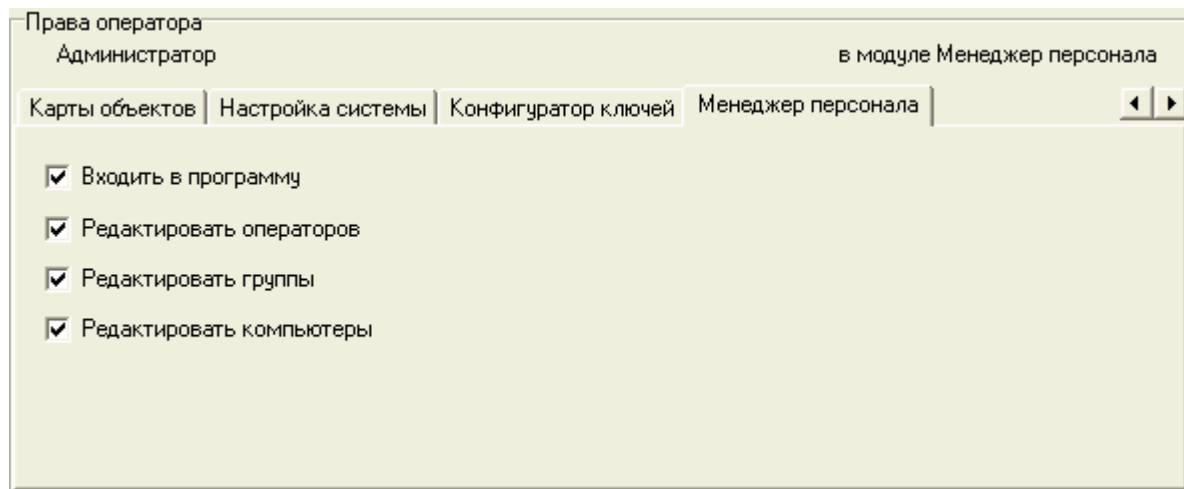 Права оператора
Администратор в модуле Менеджер персонала
Карты объектов Настройка системы Конфигуратор ключей Менеджер персонала
Входить в программу
Редактировать операторов
Редактировать группы
Редактировать компьютеры